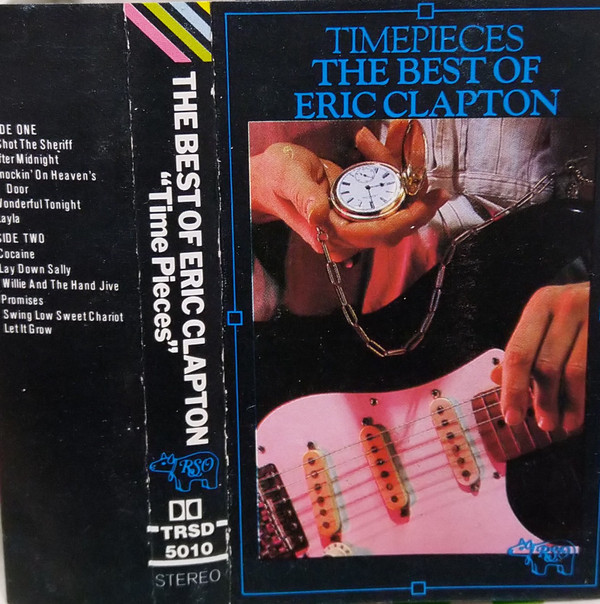 DE ONE
Shot The Sheriff
fter Midnight
nockin' On Heaven's
Door
Wonderful Tonight
ayla
SIDE TWO
Cocaine
Lay Down Sally
Willie And The Hand Jive
Promises
Swing Low Sweet Chariot
Let It Grow
THE BEST OF ERIC CLAPTON
"Time Pieces"
RSO
TRSD
5010
STEREO
TIMEPIECES
THE BEST OF
ERIC CLAPTON
RSO